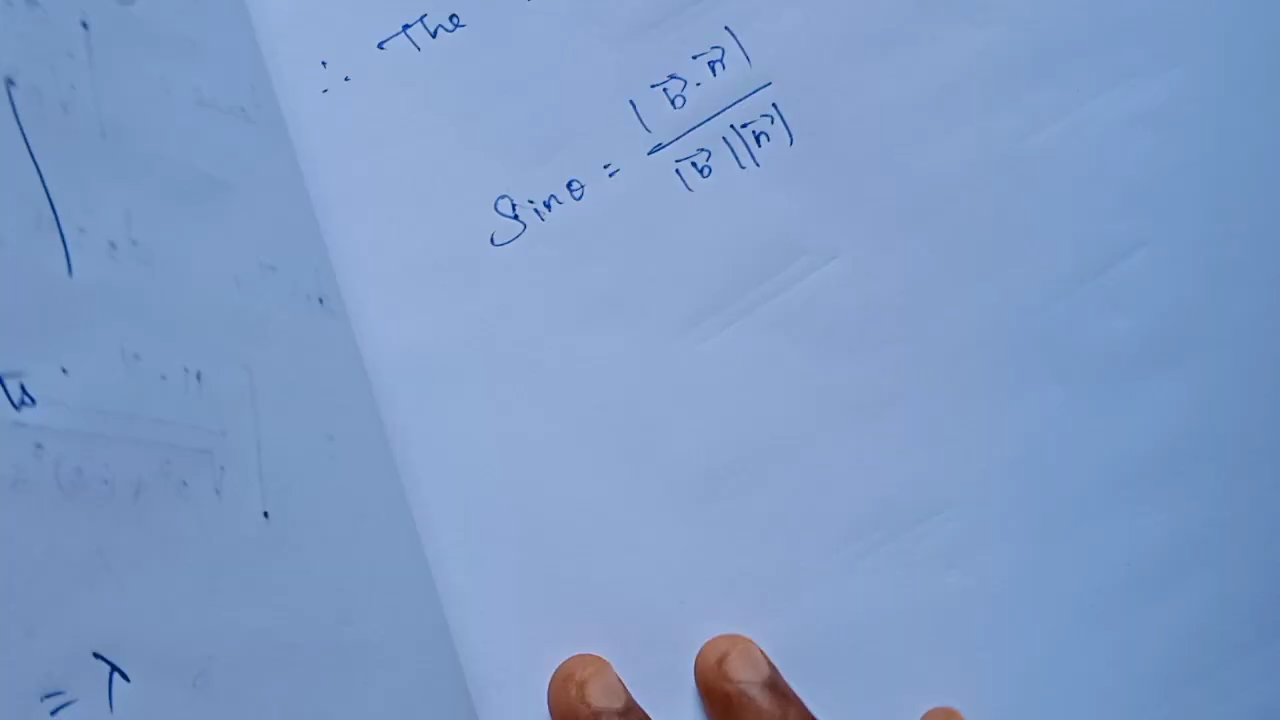 ∴ The
Sinθ = |b⃗.n⃗| / |b⃗||n⃗|
= λ